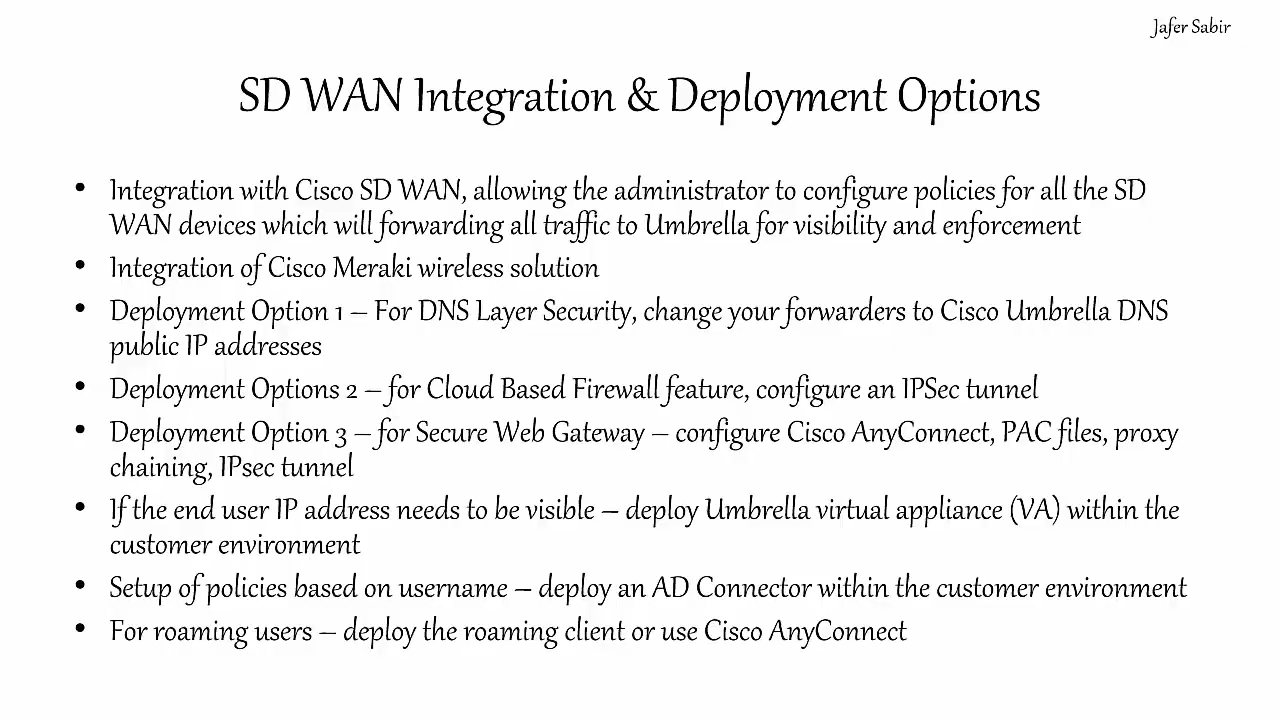 Jafer Sabir
SD WAN Integration & Deployment Options
• Integration with Cisco SD WAN, allowing the administrator to configure policies for all the SD
WAN devices which will forwarding all traffic to Umbrella for visibility and enforcement
• Integration of Cisco Meraki wireless solution
• Deployment Option 1 – For DNS Layer Security, change your forwarders to Cisco Umbrella DNS
public IP addresses
• Deployment Options 2 – for Cloud Based Firewall feature, configure an IPSec tunnel
• Deployment Option 3 – for Secure Web Gateway – configure Cisco AnyConnect, PAC files, proxy
chaining, IPsec tunnel
• If the end user IP address needs to be visible – deploy Umbrella virtual appliance (VA) within the
customer environment
• Setup of policies based on username – deploy an AD Connector within the customer environment
• For roaming users – deploy the roaming client or use Cisco AnyConnect